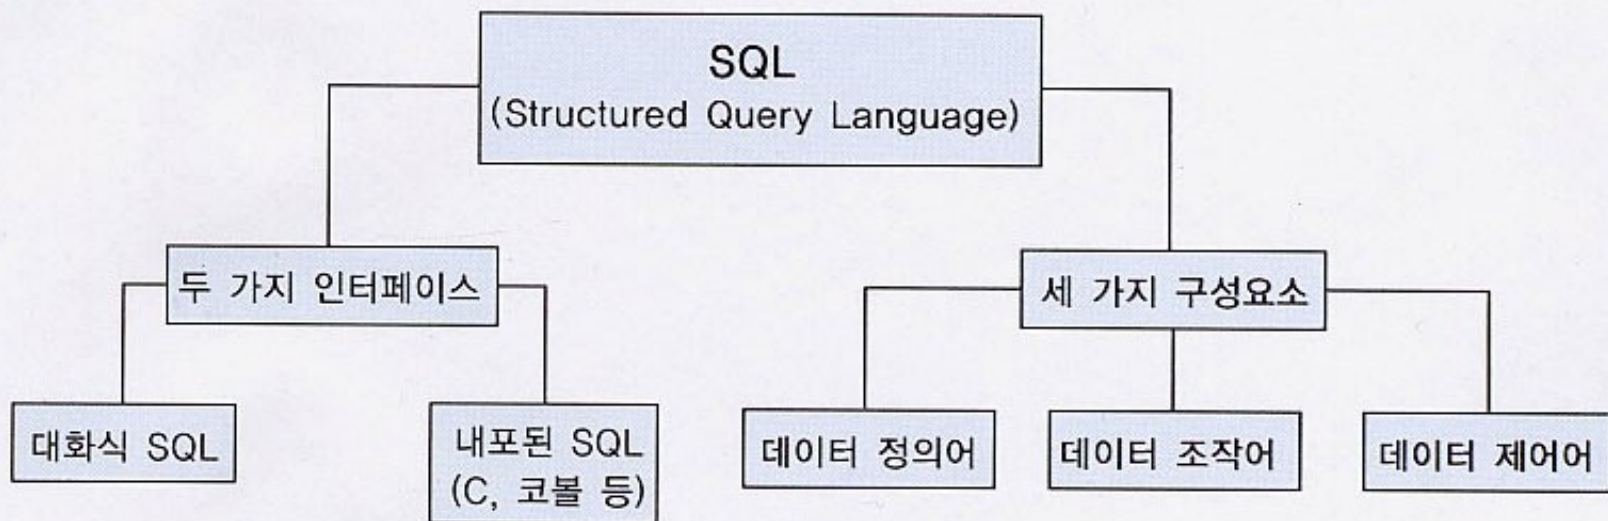 SQL
(Structured Query Language)
두 가지 인터페이스
세 가지 구성요소
대화식 SQL
내포된 SQL
(C, 코볼 등)
데이터 정의어
데이터 조작어
데이터 제어어